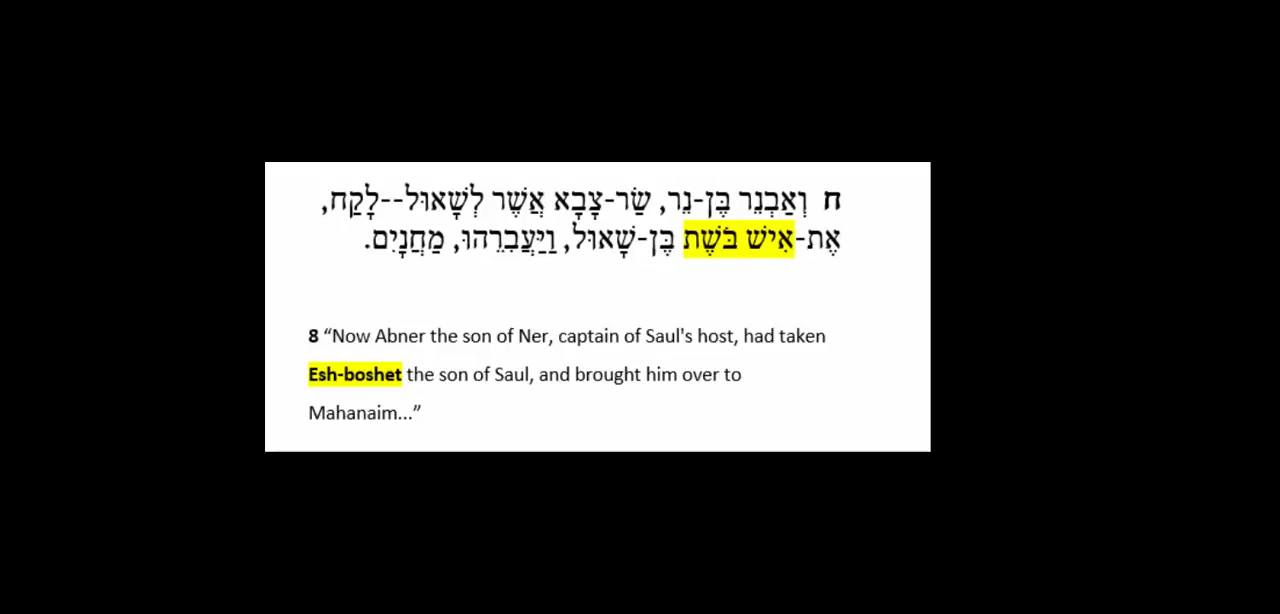 ח וְאַבְנֵר בֶּן-נֵר, שַׂר-צָבָא אֲשֶׁר לְשָׁאוּל--לָקַח,
אֶת-אִישׁ בֹּשֶׁת בֶּן-שָׁאוּל, וַיַּעֲבִרֵהוּ, מַחֲנָיִם.
8 “Now Abner the son of Ner, captain of Saul's host, had taken
Esh-boshet the son of Saul, and brought him over to
Mahanaim...”